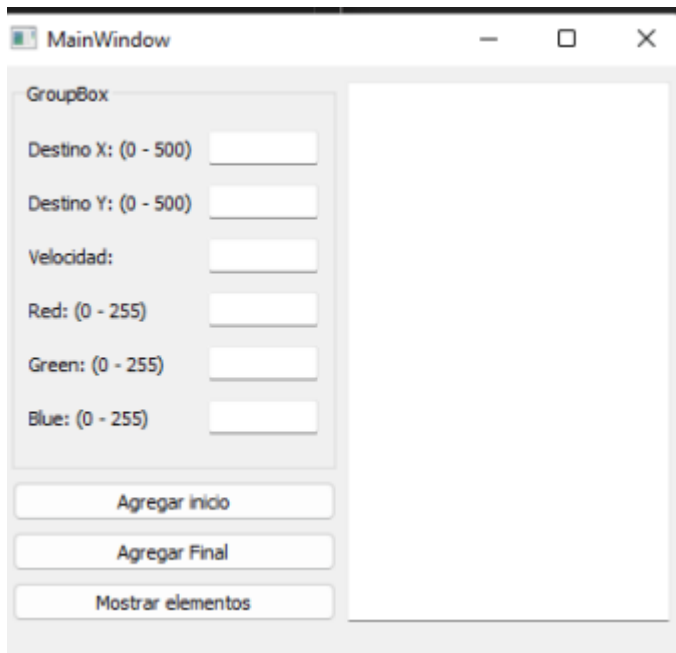 MainWindow
GroupBox
Destino X: (0 - 500)
Destino Y: (0 - 500)
Velocidad:
Red: (0 - 255)
Green: (0 - 255)
Blue: (0 - 255)
Agregar inicio
Agregar Final
Mostrar elementos